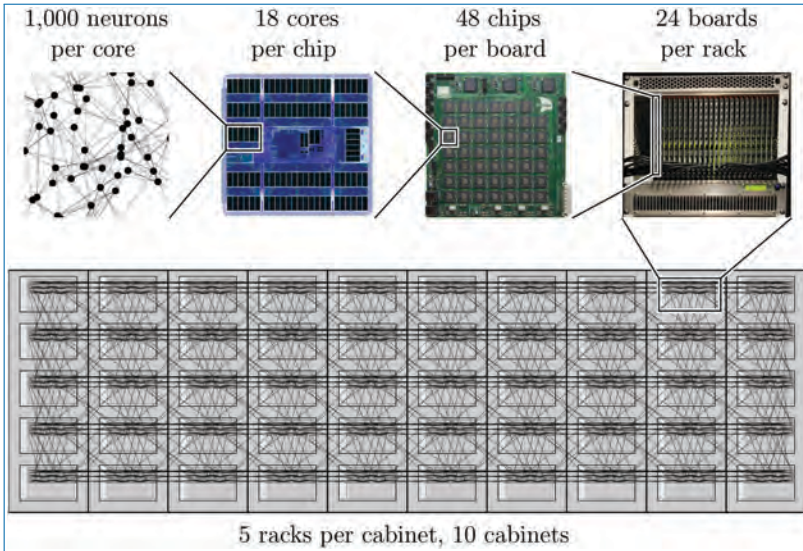 1,000 neurons
per core
18 cores
per chip
48 chips
per board
24 boards
per rack
5 racks per cabinet, 10 cabinets